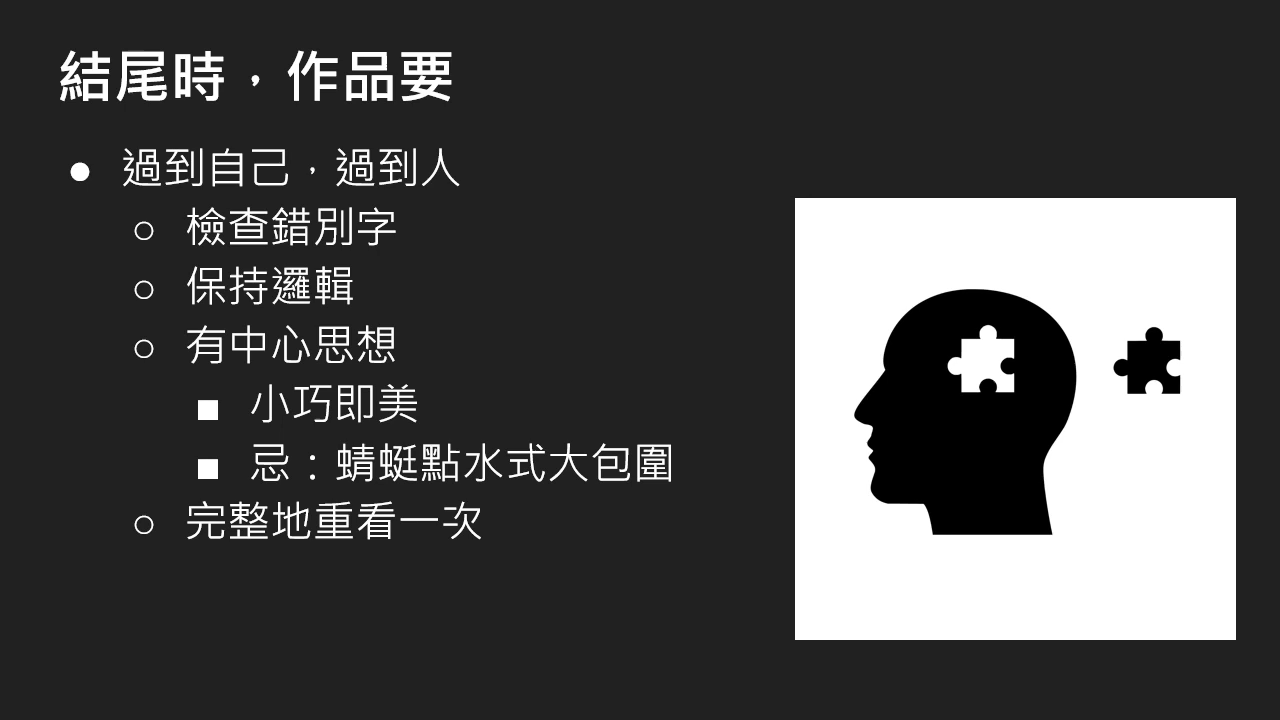 結尾時，作品要
● 過到自己，過到人
○ 檢查錯別字
○ 保持邏輯
○ 有中心思想
■ 小巧即美
■ 忌：蜻蜓點水式大包圍
○ 完整地重看一次